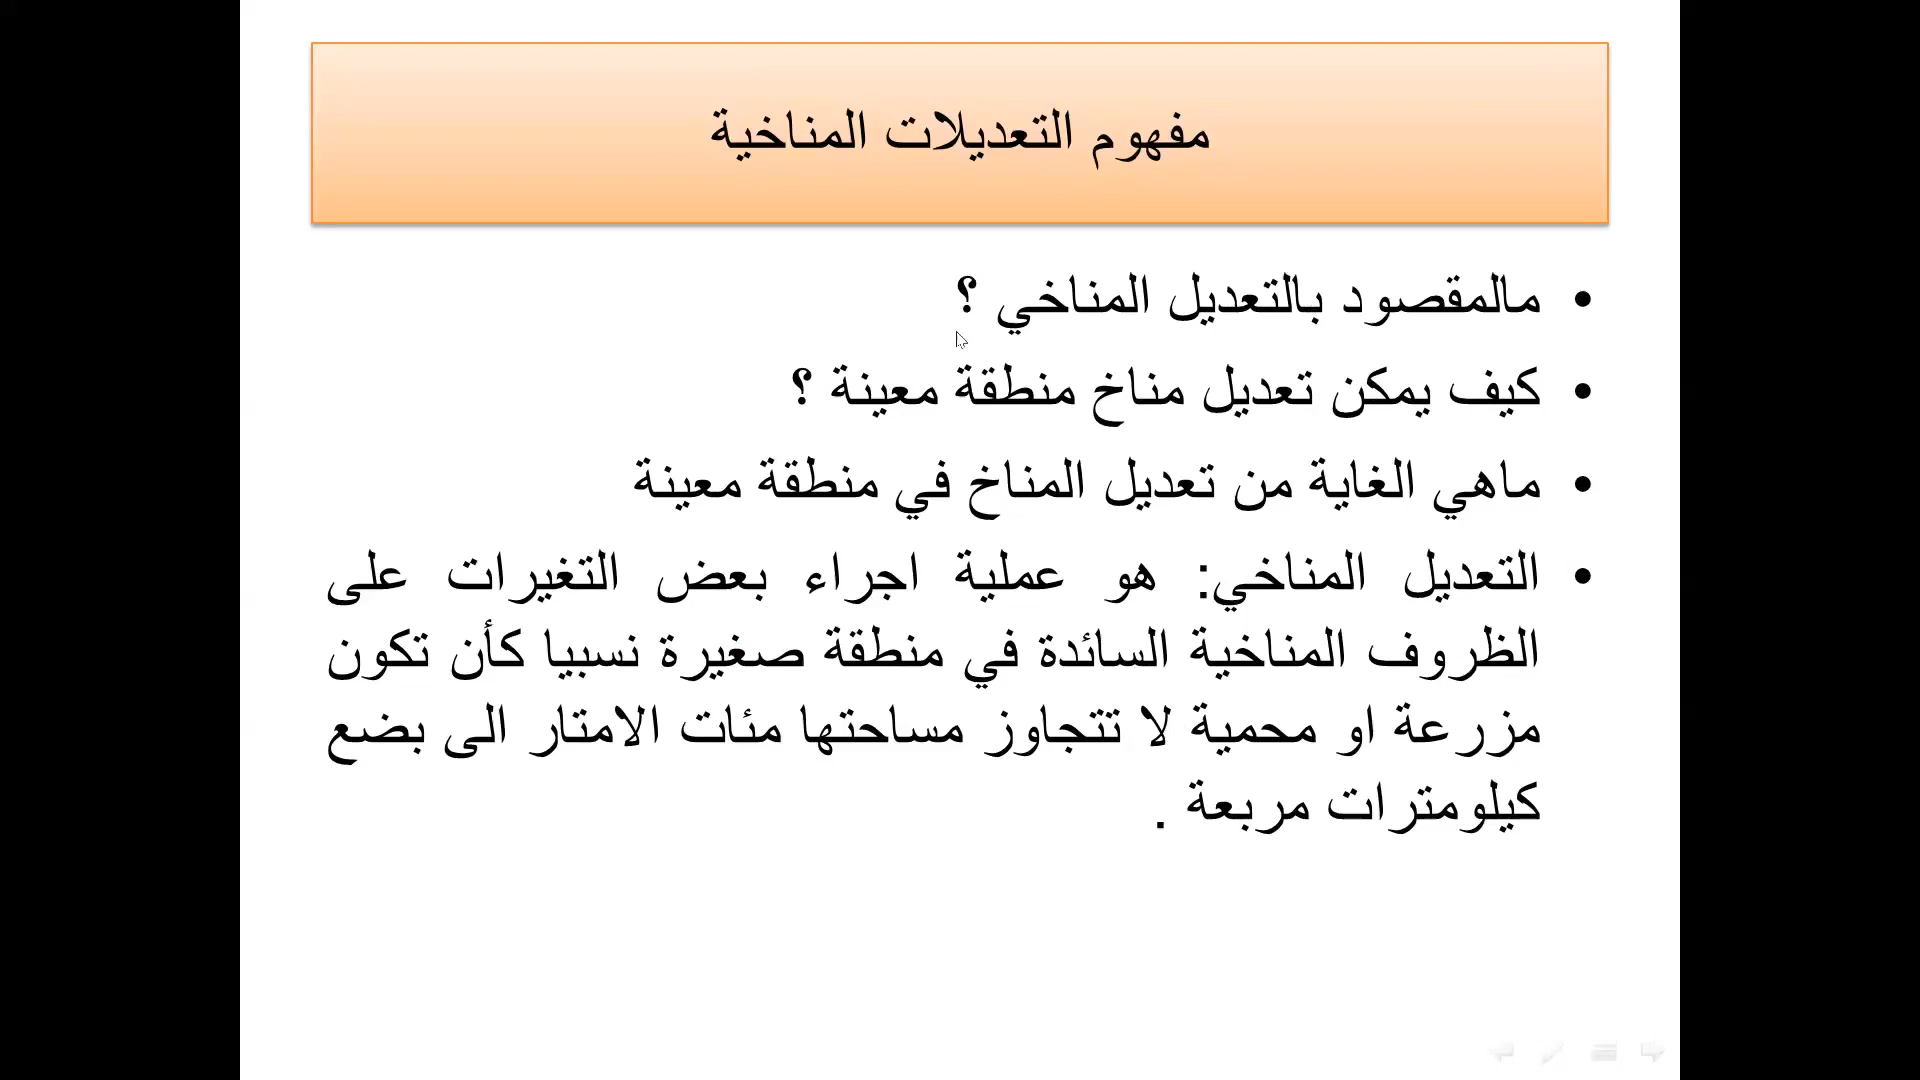 مفهوم التعديلات المناخية
• مالمقصود بالتعديل المناخي ؟
• كيف يمكن تعديل مناخ منطقة معينة ؟
• ماهي الغاية من تعديل المناخ في منطقة معينة
• التعديل المناخي: هو عملية اجراء بعض التغيرات على
الظروف المناخية السائدة في منطقة صغيرة نسبيا كأن تكون
مزرعة او محمية لا تتجاوز مساحتها مئات الامتار الى بضع
كيلومترات مربعة .